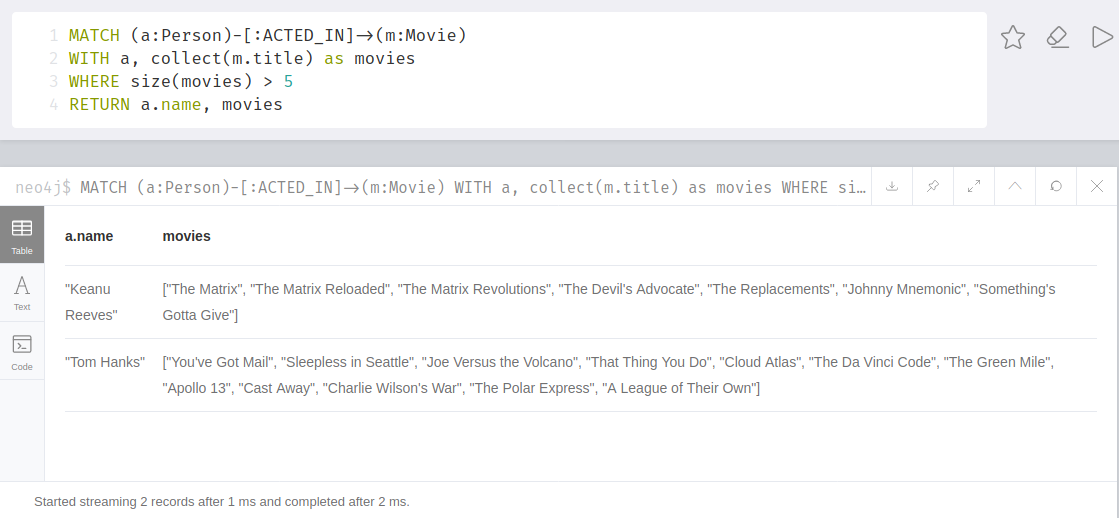 1 MATCH (a:Person)-[:ACTED_IN]→(m:Movie)
2 WITH a, collect(m.title) as movies
3 WHERE size(movies) > 5
4 RETURN a.name, movies
neo4j$ MATCH (a:Person)-[:ACTED_IN]→(m:Movie) WITH a, collect(m.title) as movies WHERE si…
Table
Text
Code
a.name movies
"Keanu Reeves" ["The Matrix", "The Matrix Reloaded", "The Matrix Revolutions", "The Devil's Advocate", "The Replacements", "Johnny Mnemonic", "Something's
Gotta Give"]
"Tom Hanks" ["You've Got Mail", "Sleepless in Seattle", "Joe Versus the Volcano", "That Thing You Do", "Cloud Atlas", "The Da Vinci Code", "The Green Mile",
"Apollo 13", "Cast Away", "Charlie Wilson's War", "The Polar Express", "A League of Their Own"]
Started streaming 2 records after 1 ms and completed after 2 ms.